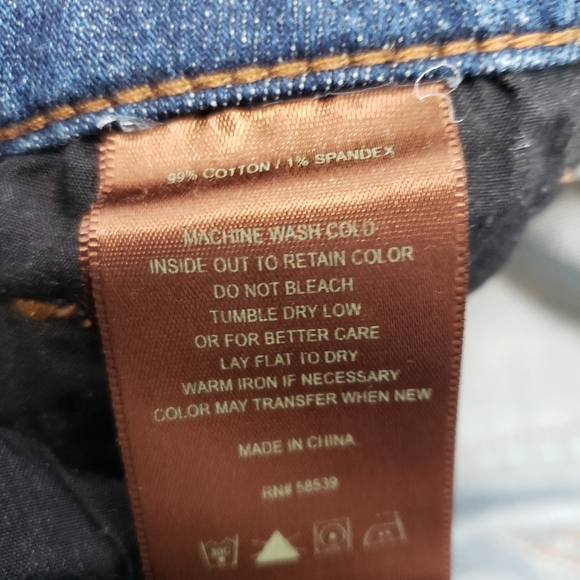 99% COTTON / 1% SPANDEX
MACHINE WASH COLD
INSIDE OUT TO RETAIN COLOR
DO NOT BLEACH
TUMBLE DRY LOW
OR FOR BETTER CARE
LAY FLAT TO DRY
WARM IRON IF NECESSARY
COLOR MAY TRANSFER WHEN NEW
MADE IN CHINA
RN# 58539
30C